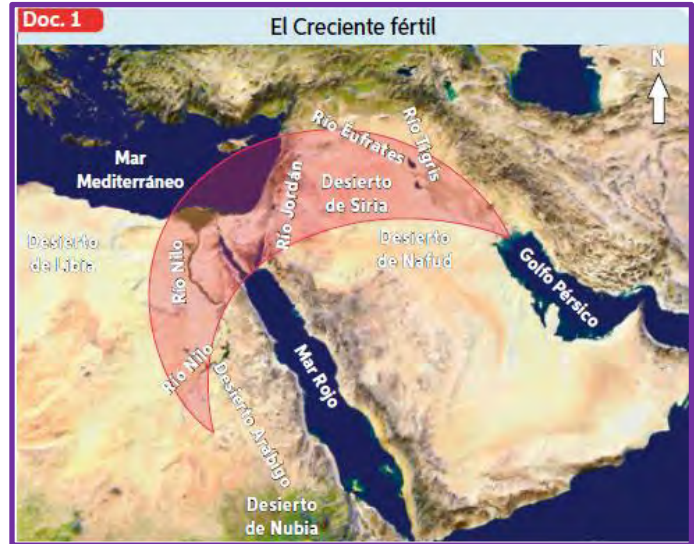 Doc. 1
El Creciente fértil
N
Río Éufrates
Río Tigris
Mar
Mediterráneo
Río Jordán
Desierto
de Siria
Desierto
de Libia
Río Nilo
Desierto
de Nafud
Golfo Pérsico
Río Nilo
Mar Rojo
Desierto Arábigo
Desierto
de Nubia